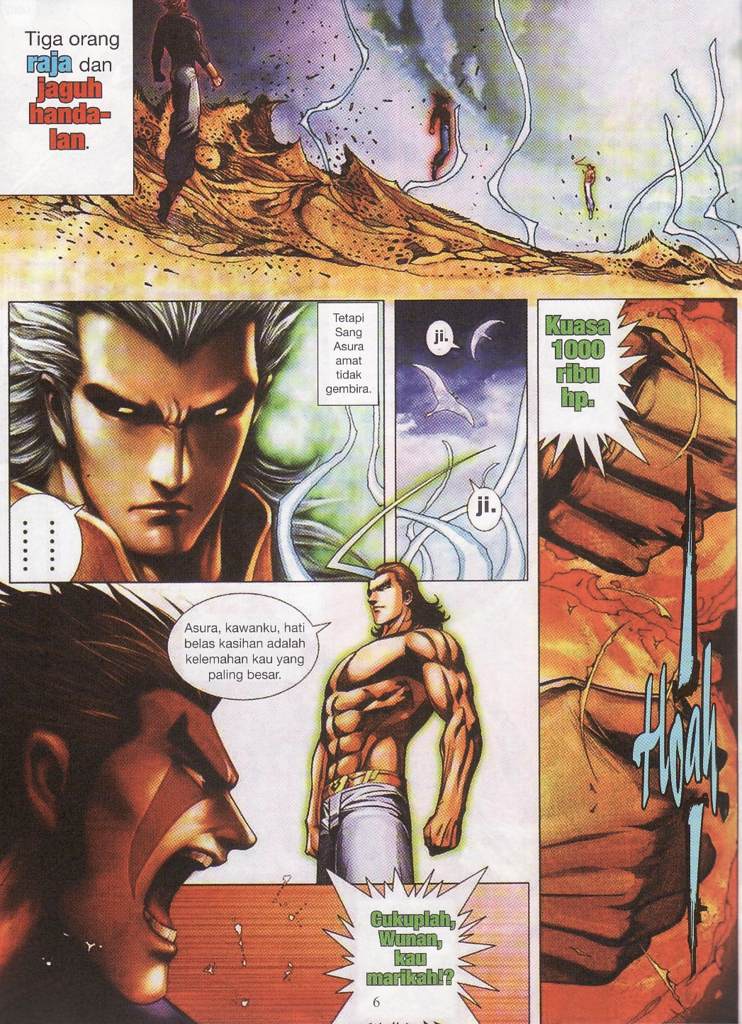 Tiga orang
raja dan
jaguh
handa-
lan.
Tetapi
Sang
Asura
amat
tidak
gembira.
ji.
ji.
Kuasa
1000
ribu
hp.
Asura, kawanku, hati
belas kasihan adalah
kelemahan kau yang
paling besar.
Hoah!
Cukuplah,
Wunan,
kau
marikah!?
6